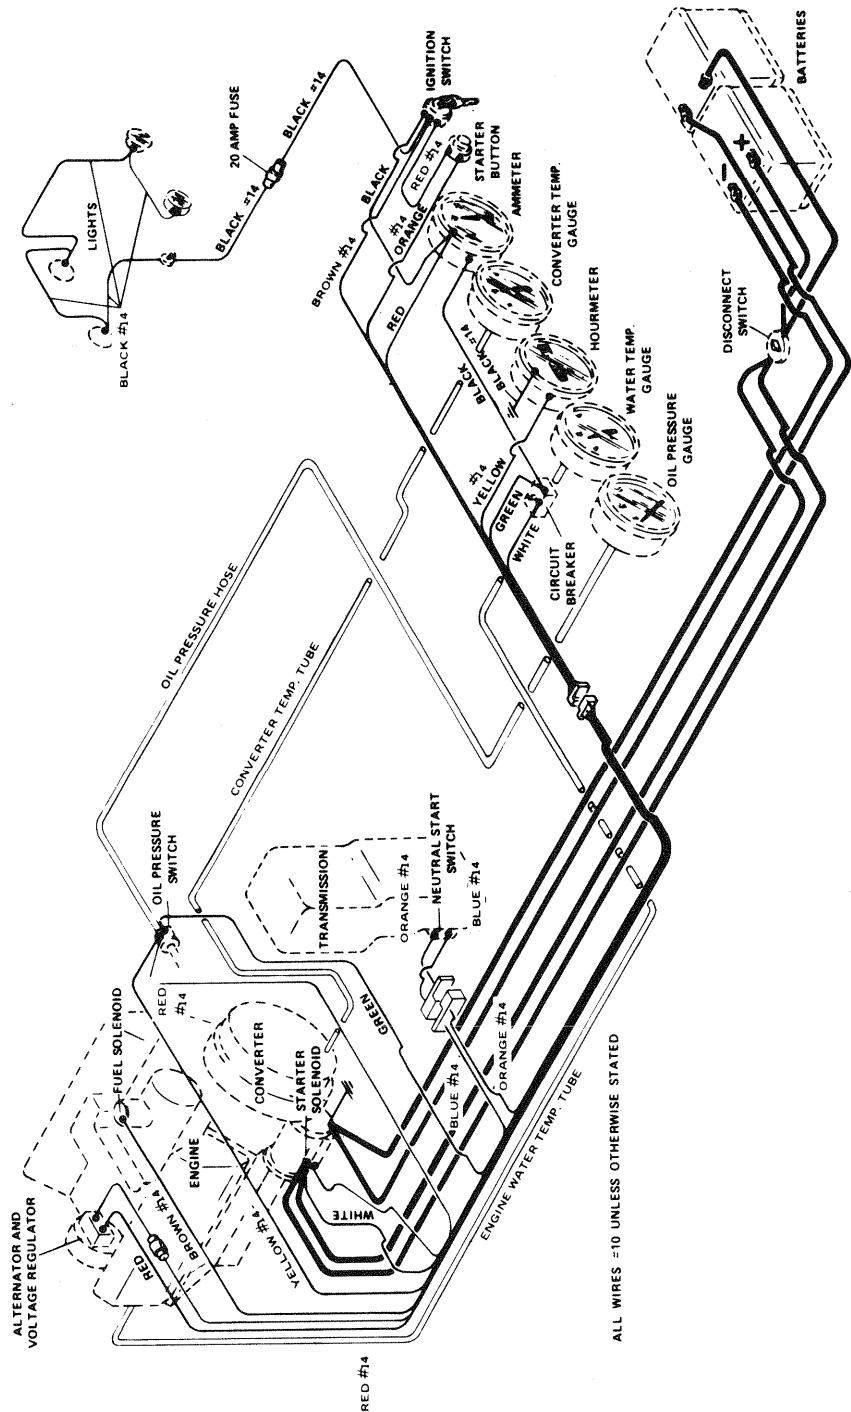 BATTERIES
-
+
DISCONNECT
SWITCH
IGNITION
SWITCH
STARTER
BUTTON
AMMETER
CONVERTER TEMP.
GAUGE
HOURMETER
WATER TEMP.
GAUGE
OIL PRESSURE
GAUGE
20 AMP FUSE
BLACK #14
BLACK #14
LIGHTS
BLACK #14
BLACK
RED #14
#14
ORANGE
BROWN #14
RED
BLACK #14
BLACK
#14
YELLOW
GREEN
WHITE
CIRCUIT
BREAKER
OIL PRESSURE HOSE
CONVERTER TEMP. TUBE
OIL PRESSURE
SWITCH
TRANSMISSION
ORANGE #14
NEUTRAL START
SWITCH
BLUE #14
FUEL SOLENOID
RED
#14
GREEN
CONVERTER
STARTER
SOLENOID
ENGINE
BLUE #14
ORANGE #14
WHITE
ALTERNATOR AND
VOLTAGE REGULATOR
BROWN #14
RED
YELLOW #14
ENGINE WATER TEMP. TUBE
RED #14
ALL WIRES =10 UNLESS OTHERWISE STATED